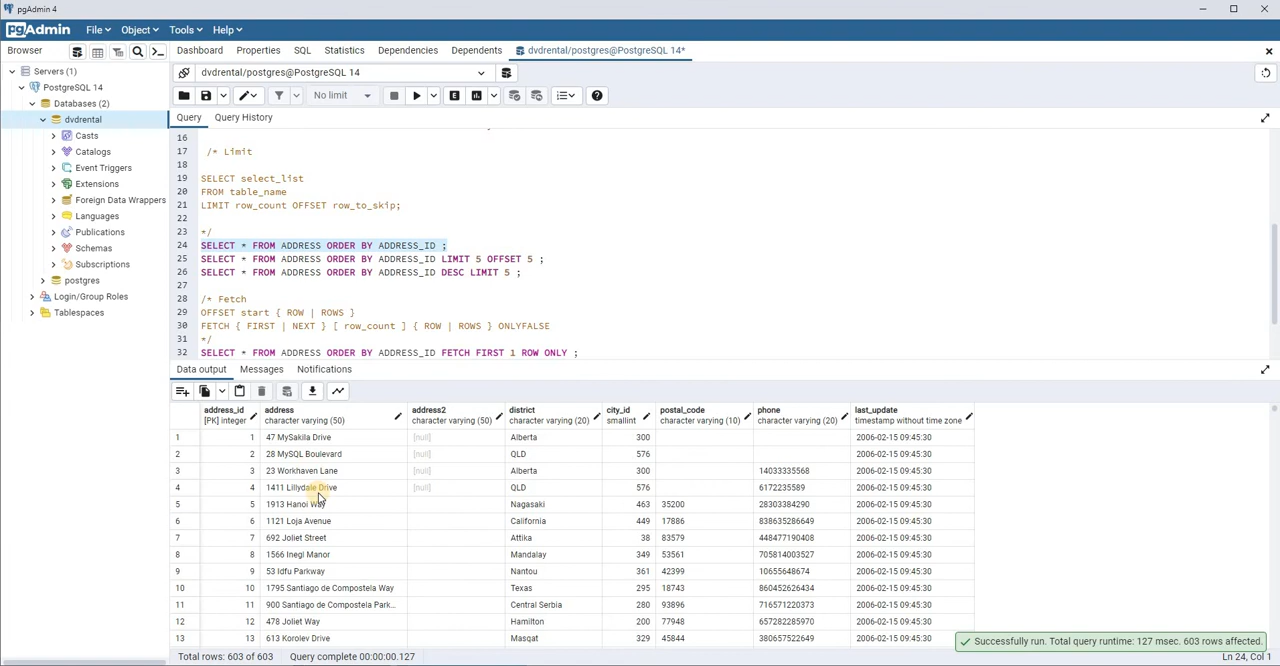 pgAdmin 4
pgAdmin File Object Tools Help
Browser Dashboard Properties SQL Statistics Dependencies Dependents dvdrental/postgres@PostgreSQL 14*
Servers (1)
PostgreSQL 14
Databases (2)
dvdrental
Casts
Catalogs
Event Triggers
Extensions
Foreign Data Wrappers
Languages
Publications
Schemas
Subscriptions
postgres
Login/Group Roles
Tablespaces
dvdrental/postgres@PostgreSQL 14
No limit
Query Query History
16
17 /* Limit
18
19 SELECT select_list
20 FROM table_name
21 LIMIT row_count OFFSET row_to_skip;
22
23 */
24 SELECT * FROM ADDRESS ORDER BY ADDRESS_ID ;
25 SELECT * FROM ADDRESS ORDER BY ADDRESS_ID LIMIT 5 OFFSET 5 ;
26 SELECT * FROM ADDRESS ORDER BY ADDRESS_ID DESC LIMIT 5 ;
27
28 /* Fetch
29 OFFSET start { ROW | ROWS }
30 FETCH { FIRST | NEXT } [ row_count ] { ROW | ROWS } ONLYFALSE
31 */
32 SELECT * FROM ADDRESS ORDER BY ADDRESS_ID FETCH FIRST 1 ROW ONLY ;
Data output Messages Notifications
address_id address address2 district city_id postal_code phone last_update
[PK] integer character varying (50) character varying (50) character varying (20) smallint character varying (10) character varying (20) timestamp without time zone
1 1 47 MySakila Drive [null] Alberta 300 2006-02-15 09:45:30
2 2 28 MySQL Boulevard [null] QLD 576 2006-02-15 09:45:30
3 3 23 Workhaven Lane [null] Alberta 300 14033335568 2006-02-15 09:45:30
4 4 1411 Lillydale Drive [null] QLD 576 6172235589 2006-02-15 09:45:30
5 5 1913 Hanoi Way Nagasaki 463 35200 28303384290 2006-02-15 09:45:30
6 6 1121 Loja Avenue California 449 17886 838635286649 2006-02-15 09:45:30
7 7 692 Joliet Street Attika 38 83579 448477190408 2006-02-15 09:45:30
8 8 1566 Inegl Manor Mandalay 349 53561 705814003527 2006-02-15 09:45:30
9 9 53 Idfu Parkway Nantou 361 42399 10655648674 2006-02-15 09:45:30
10 10 1795 Santiago de Compostela Way Texas 295 18743 860452626434 2006-02-15 09:45:30
11 11 900 Santiago de Compostela Park... Central Serbia 280 93896 716571220373 2006-02-15 09:45:30
12 12 478 Joliet Way Hamilton 200 77948 657282285970 2006-02-15 09:45:30
13 13 613 Korolev Drive Masqat 329 45844 380657522649 2006-02-15 09:45:30
Successfully run. Total query runtime: 127 msec. 603 rows affected.
Total rows: 603 of 603 Query complete 00:00:00.127 Ln 24, Col 1